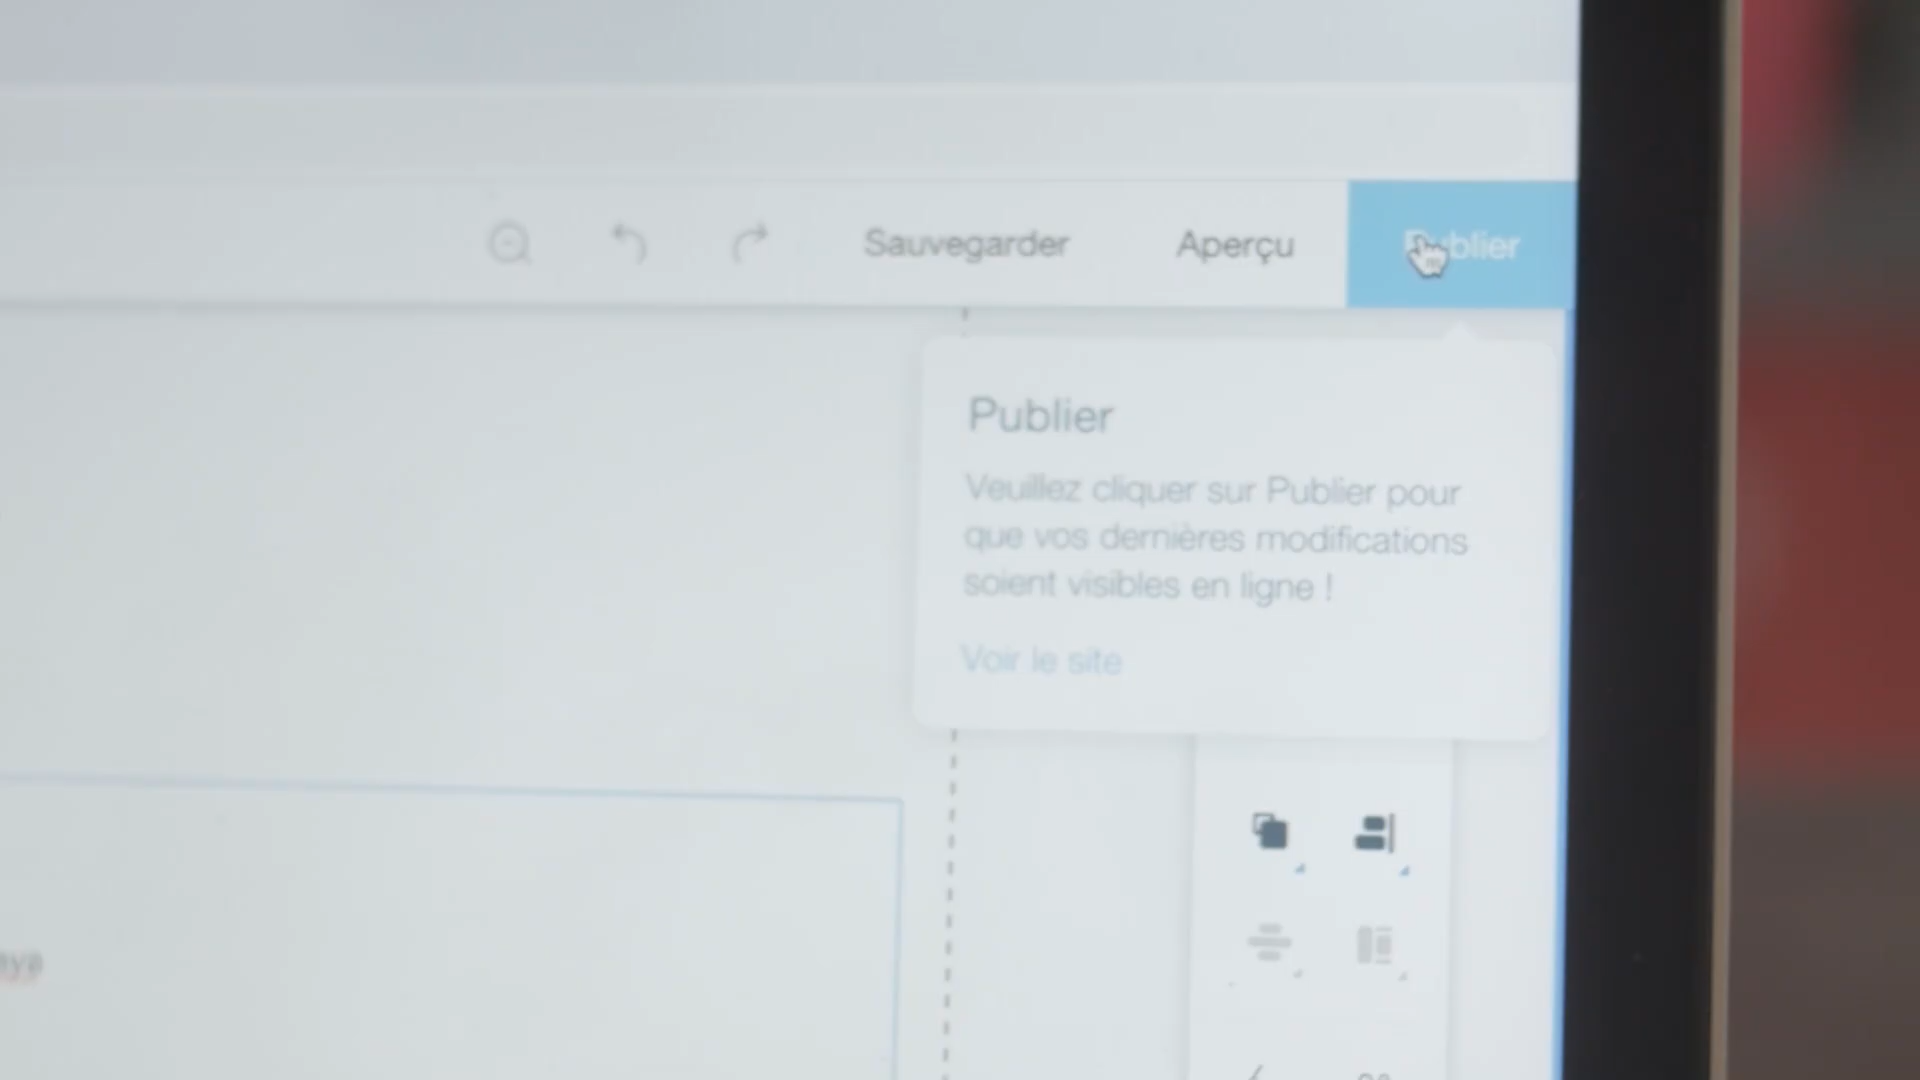 Sauvegarder Aperçu Publier
Publier
Veuillez cliquer sur Publier pour
que vos dernières modifications
soient visibles en ligne !
Voir le site